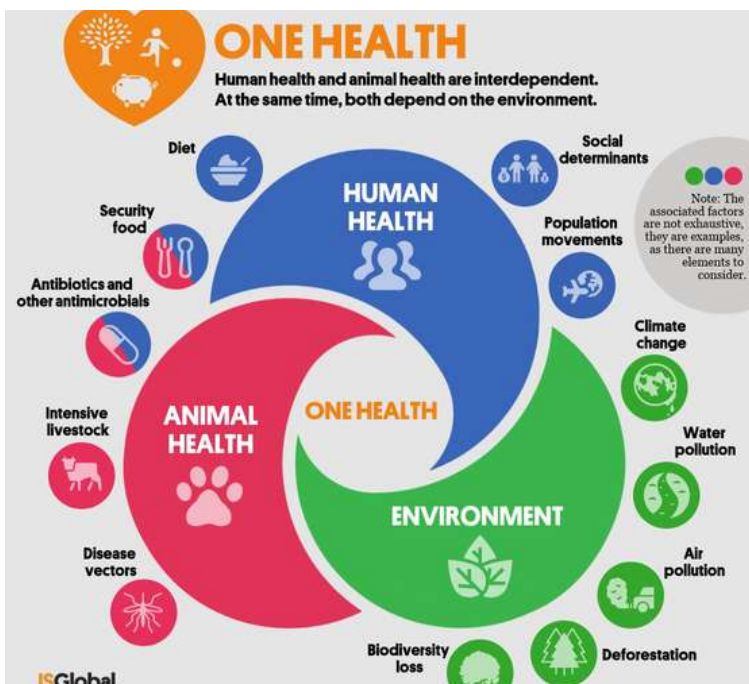 ONE HEALTH
Human health and animal health are interdependent.
At the same time, both depend on the environment.
Diet
Social
determinants
HUMAN
HEALTH
Security
food
Population
movements
Note: The
associated factors
are not exhaustive,
they are examples,
as there are many
elements to
consider.
Antibiotics and
other antimicrobials
Climate
change
ANIMAL
HEALTH
ONE HEALTH
Intensive
livestock
Water
pollution
ENVIRONMENT
Disease
vectors
Air
pollution
Biodiversity
loss
Deforestation
ISGlobal